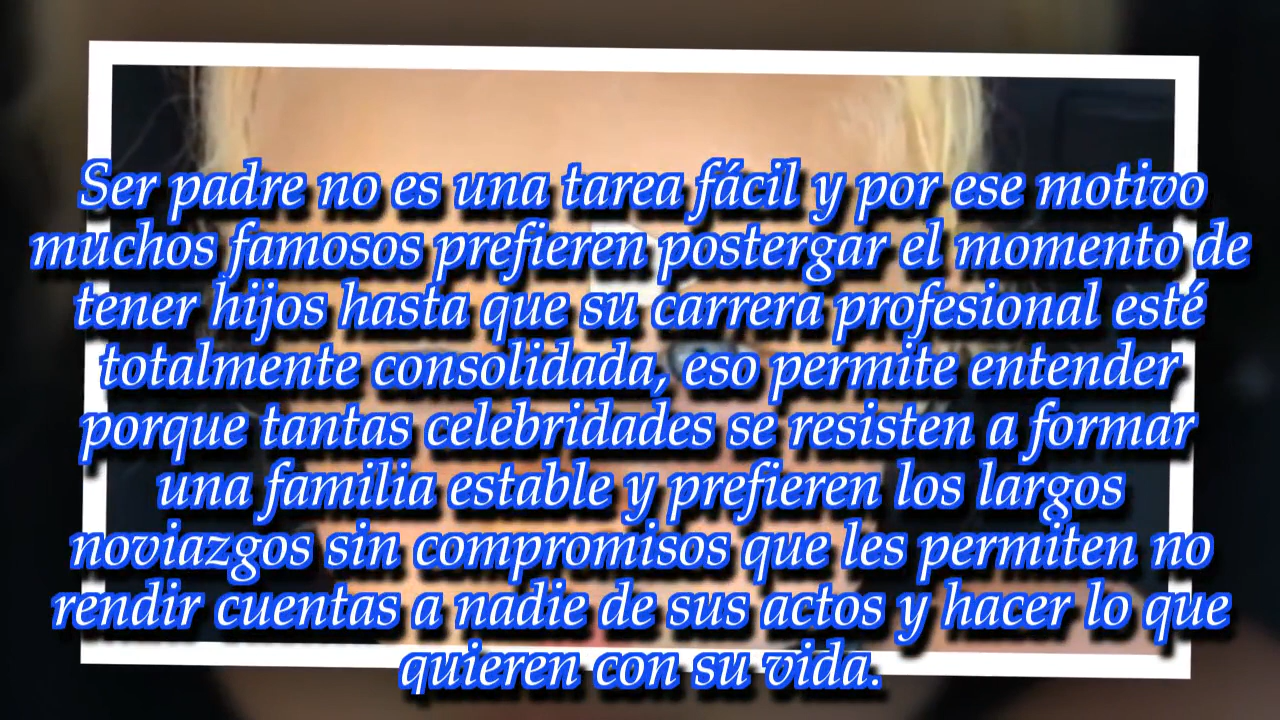 Ser padre no es una tarea fácil y por ese motivo
muchos famosos prefieren postergar el momento de
tener hijos hasta que su carrera profesional esté
totalmente consolidada, eso permite entender
porque tantas celebridades se resisten a formar
una familia estable y prefieren los largos
noviazgos sin compromisos que les permiten no
rendir cuentas a nadie de sus actos y hacer lo que
quieren con su vida.